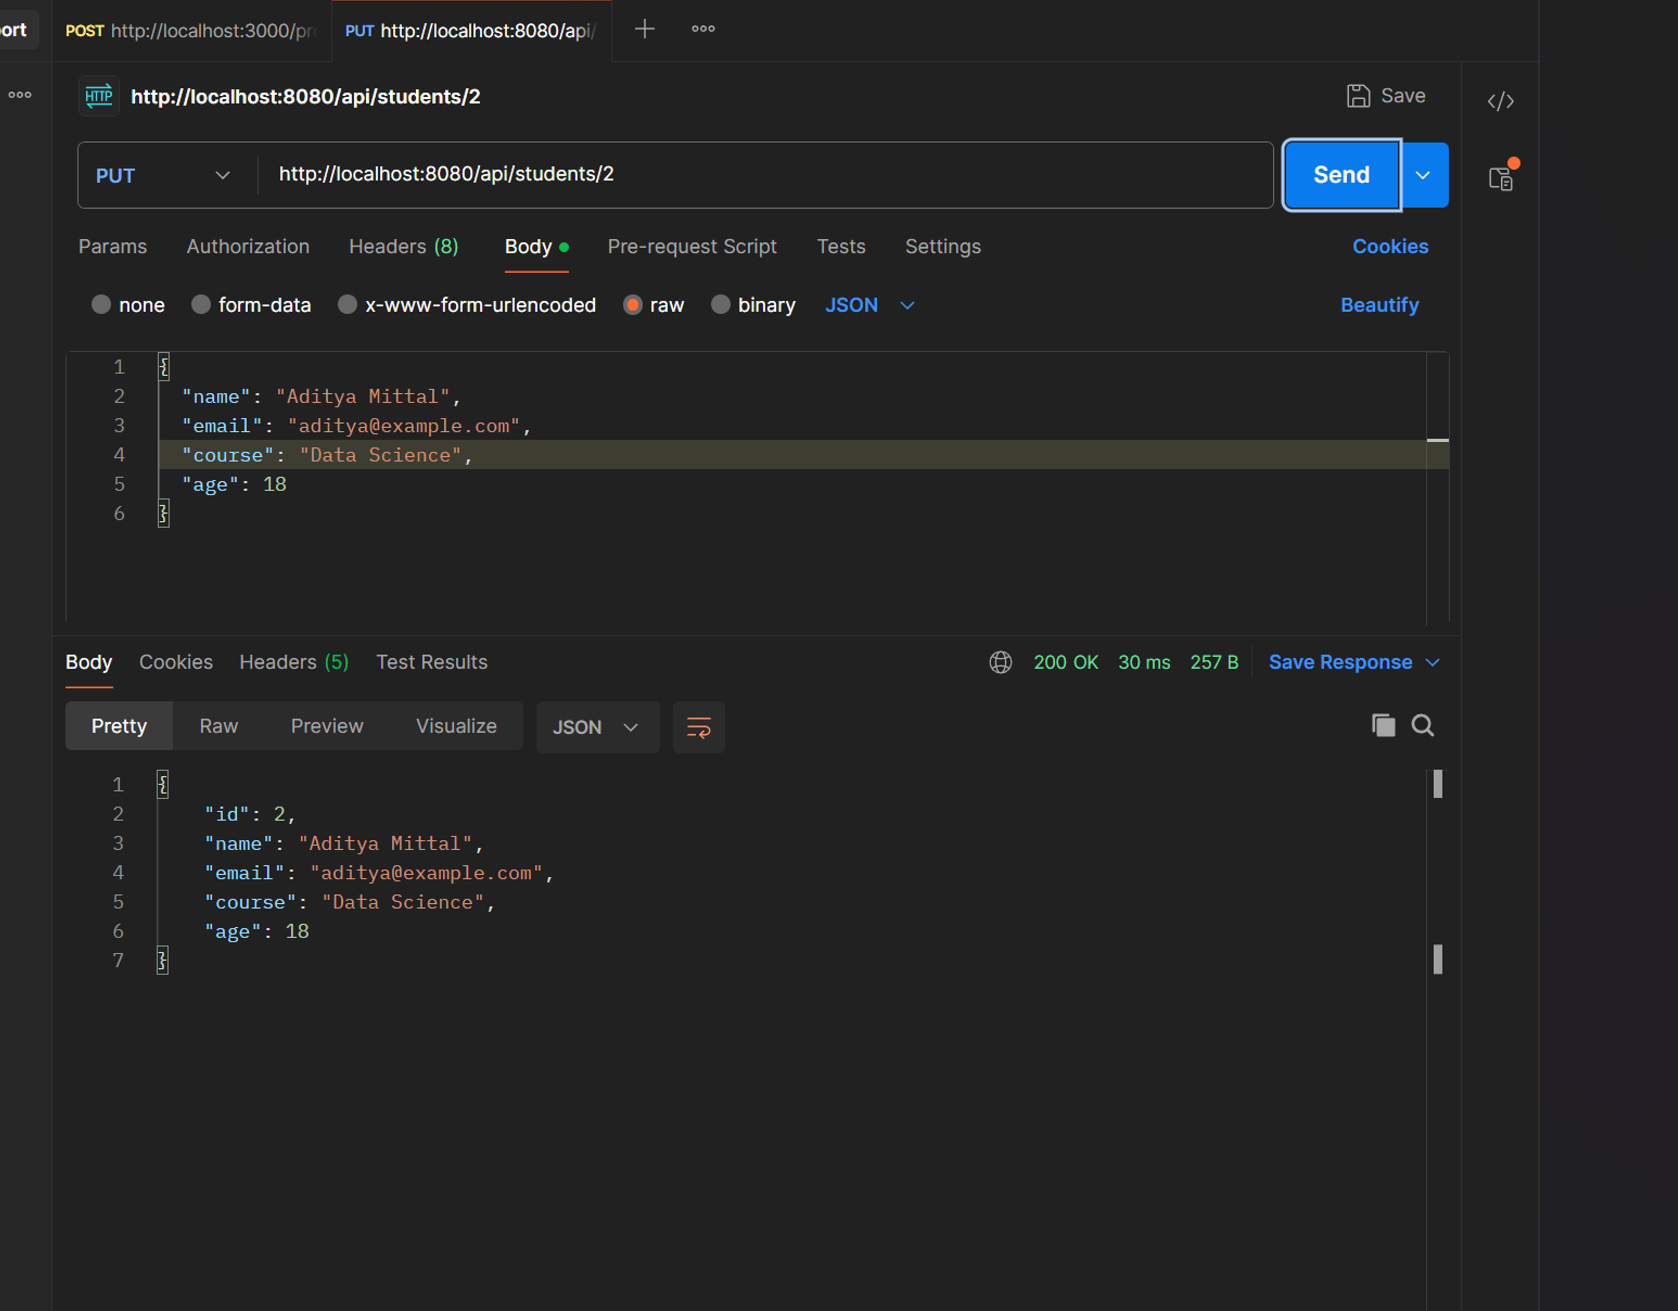 ort
POST http://localhost:3000/pr
PUT http://localhost:8080/api/
HTTP http://localhost:8080/api/students/2
Save
PUT
http://localhost:8080/api/students/2
Send
Params Authorization Headers (8) Body Pre-request Script Tests Settings Cookies
none form-data x-www-form-urlencoded raw binary JSON Beautify
1 {
2 "name": "Aditya Mittal",
3 "email": "aditya@example.com",
4 "course": "Data Science",
5 "age": 18
6 }
Body Cookies Headers (5) Test Results 200 OK 30 ms 257 B Save Response
Pretty Raw Preview Visualize JSON
1 {
2 "id": 2,
3 "name": "Aditya Mittal",
4 "email": "aditya@example.com",
5 "course": "Data Science",
6 "age": 18
7 }